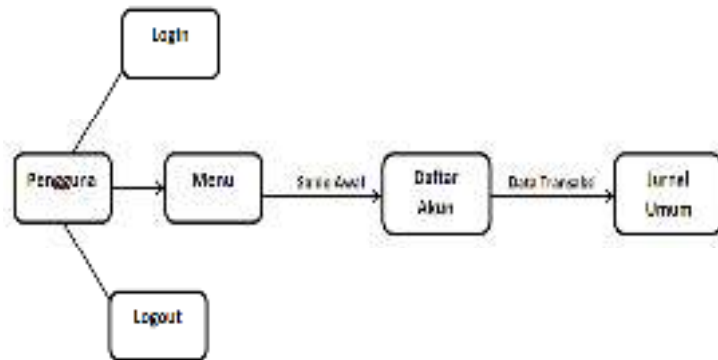 Login
Pengguna
Menu
Saldo Awal
Daftar
Akun
Data Transaksi
Jurnal
Umum
Logout